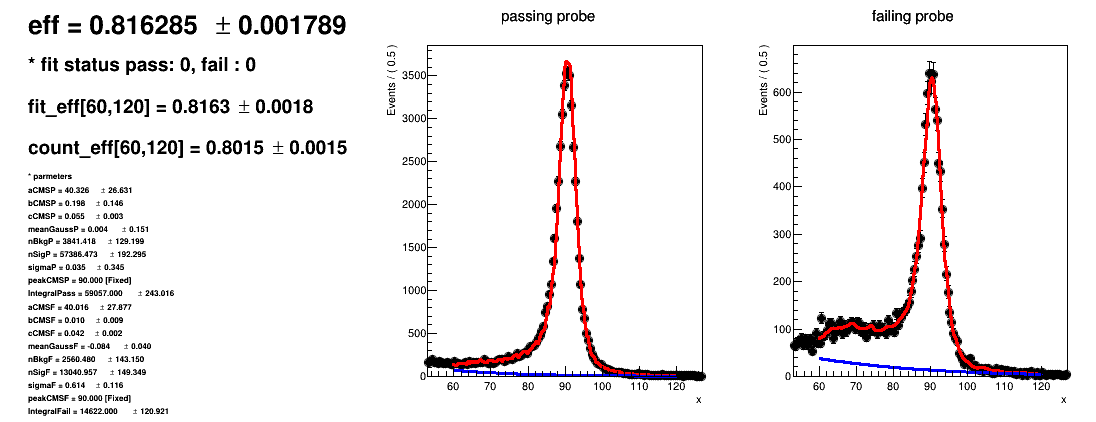 eff = 0.816285 ± 0.001789
* fit status pass: 0, fail : 0
fit_eff[60,120] = 0.8163 ± 0.0018
count_eff[60,120] = 0.8015 ± 0.0015
* parmeters
aCMSP = 40.326 ± 26.631
bCMSP = 0.198 ± 0.146
cCMSP = 0.055 ± 0.003
meanGaussP = 0.004 ± 0.151
nBkgP = 3841.418 ± 129.199
nSigP = 57386.473 ± 192.295
sigmaP = 0.035 ± 0.345
peakCMSP = 90.000 [Fixed]
IntegralPass = 59057.000 ± 243.016
aCMSF = 40.016 ± 27.877
bCMSF = 0.010 ± 0.009
cCMSF = 0.042 ± 0.002
meanGaussF = -0.084 ± 0.040
nBkgF = 2560.480 ± 143.150
nSigF = 13040.957 ± 149.349
sigmaF = 0.614 ± 0.116
peakCMSF = 90.000 [Fixed]
IntegralFail = 14622.000 ± 120.921
passing probe
Events / ( 0.5 )
3500
3000
2500
2000
1500
1000
500
0
60 70 80 90 100 110 120
x
failing probe
Events / ( 0.5 )
600
500
400
300
200
100
0
60 70 80 90 100 110 120
x